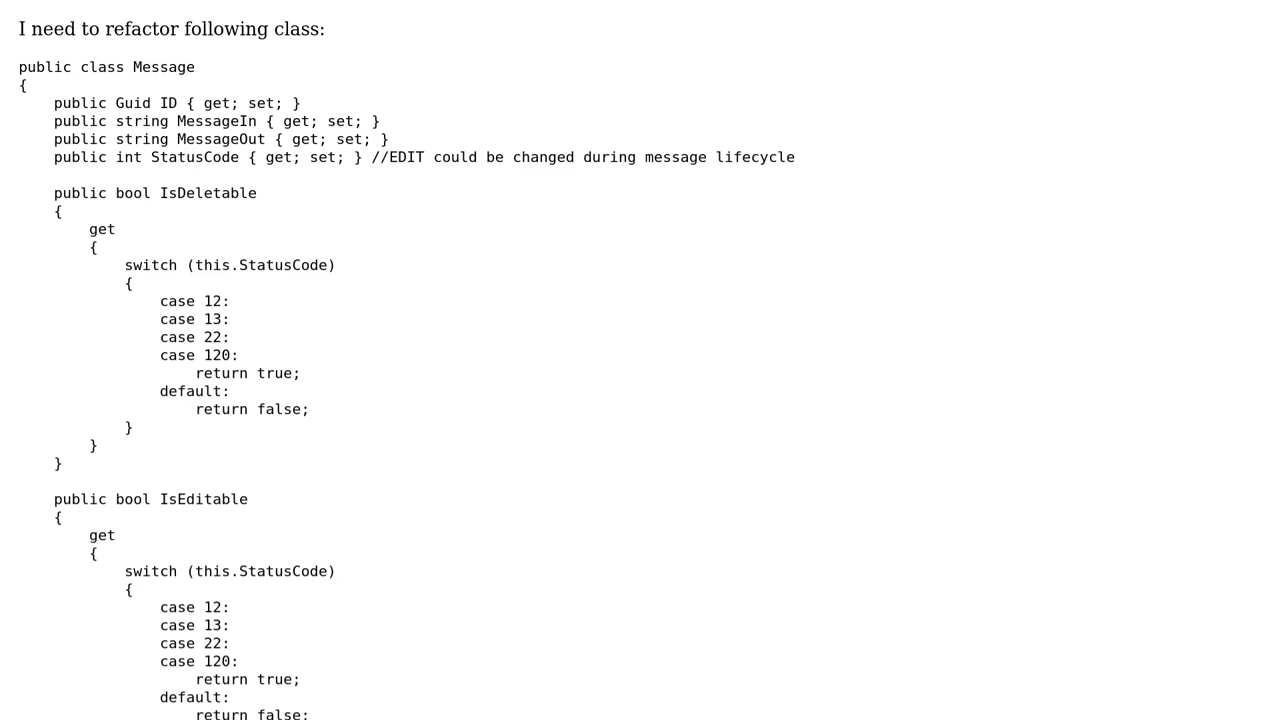 I need to refactor following class:
public class Message
{
    public Guid ID { get; set; }
    public string MessageIn { get; set; }
    public string MessageOut { get; set; }
    public int StatusCode { get; set; } //EDIT could be changed during message lifecycle

    public bool IsDeletable
    {
        get
        {
            switch (this.StatusCode)
            {
                case 12:
                case 13:
                case 22:
                case 120:
                    return true;
                default:
                    return false;
            }
        }
    }

    public bool IsEditable
    {
        get
        {
            switch (this.StatusCode)
            {
                case 12:
                case 13:
                case 22:
                case 120:
                    return true;
                default:
                    return false;